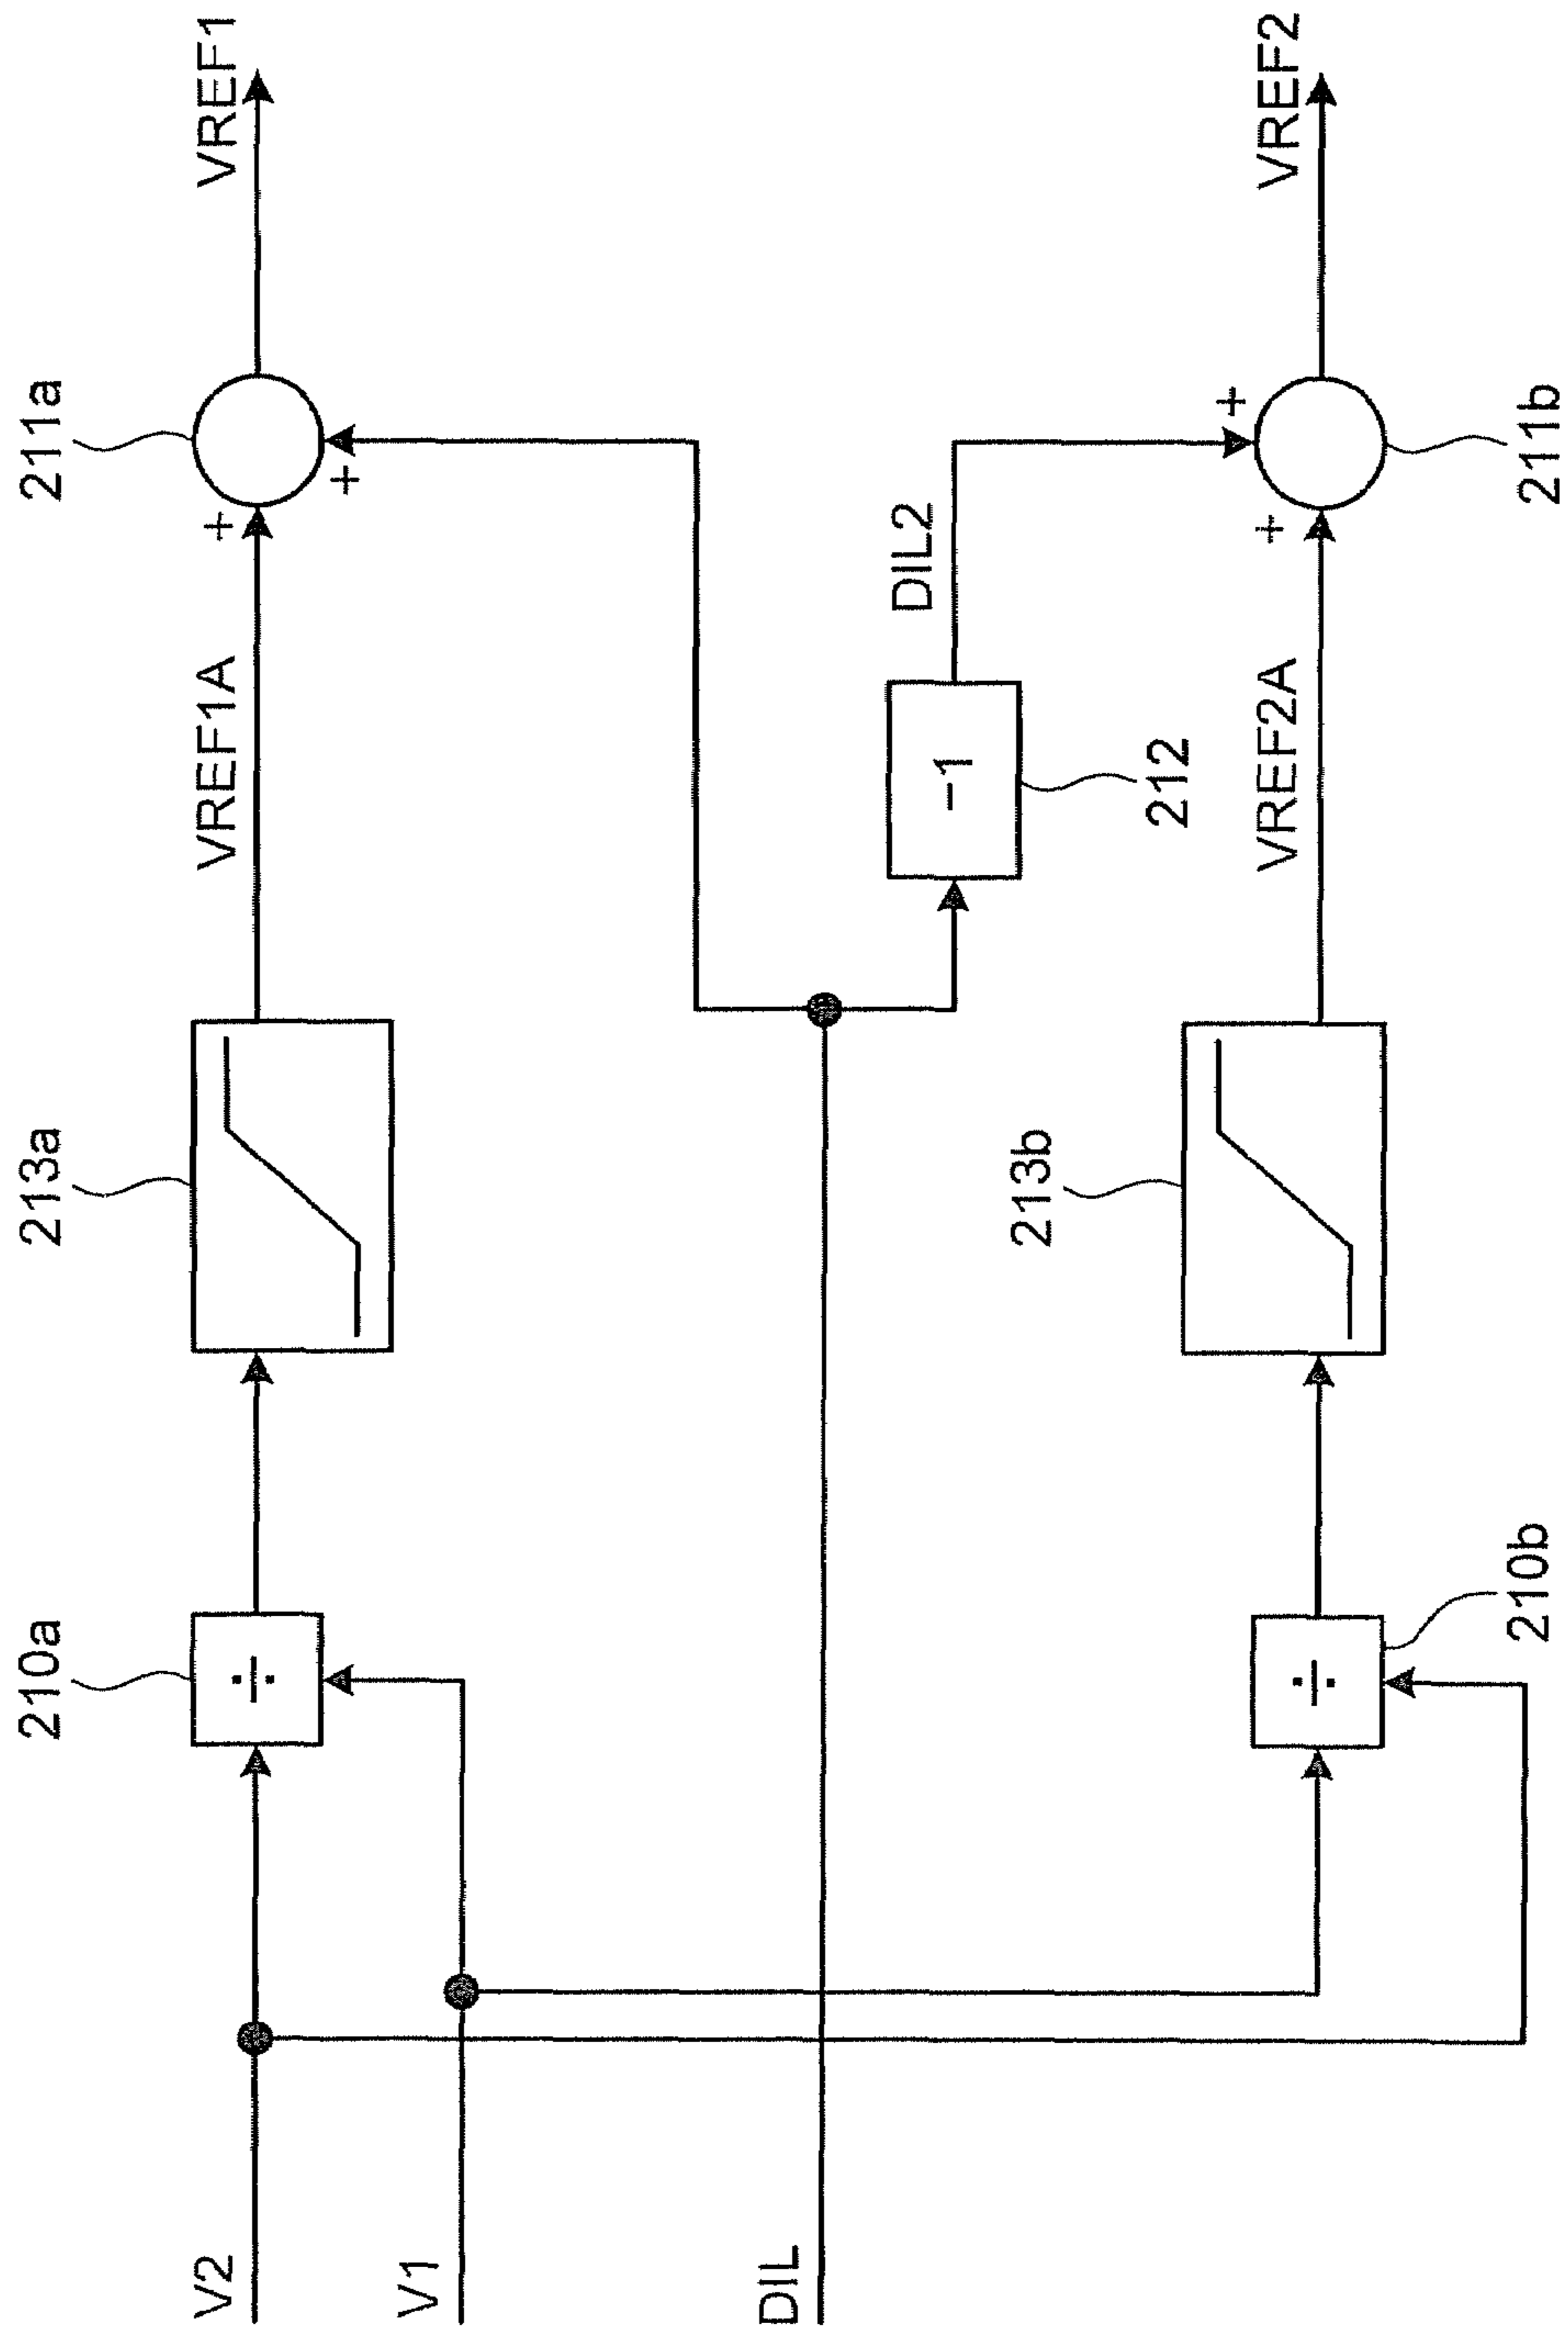 210a
213a
211a
V2
÷
VREF1A
+
+
VREF1
V1
DIL
-1
DIL2
212
+
213b
÷
VREF2A
+
VREF2
210b
211b